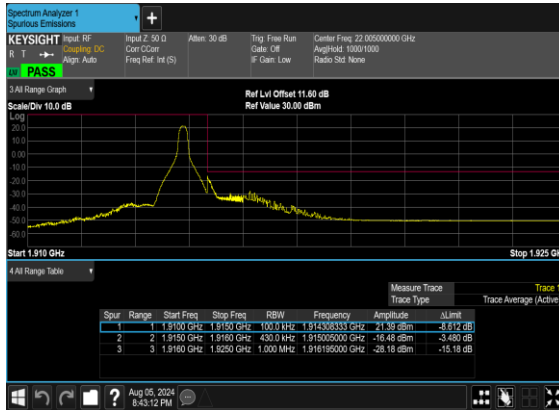 Spectrum Analyzer 1
Spurious Emissions
KEYSIGHT Input: RF Input Z: 50 Ω Atten: 30 dB Trig: Free Run Center Freq: 22.005000000 GHz
R T Coupling: DC Corr CCorr Gate: Off Avg|Hold: 1000/1000
Align: Auto Freq Ref: Int (S) IF Gain: Low Radio Std: None
PASS
3 All Range Graph
Ref Lvl Offset 11.60 dB
Scale/Div 10.0 dB Ref Value 30.00 dBm
Log
20.0
10.0
0.00
-10.0
-20.0
-30.0
-40.0
-50.0
-60.0
Start 1.910 GHz Stop 1.925 GH
4 All Range Table
Measure Trace Trace 1
Trace Type Trace Average (Active
Spur Range Start Freq Stop Freq RBW Frequency Amplitude ΔLimit
1 1 1.9100 GHz 1.9150 GHz 100.0 kHz 1.914308333 GHz 21.39 dBm -8.612 dB
2 2 1.9150 GHz 1.9160 GHz 430.0 kHz 1.915005000 GHz -16.48 dBm -3.480 dB
3 3 1.9160 GHz 1.9250 GHz 1.000 MHz 1.916195000 GHz -28.18 dBm -15.18 dB
? Aug 05, 2024
8:43:12 PM